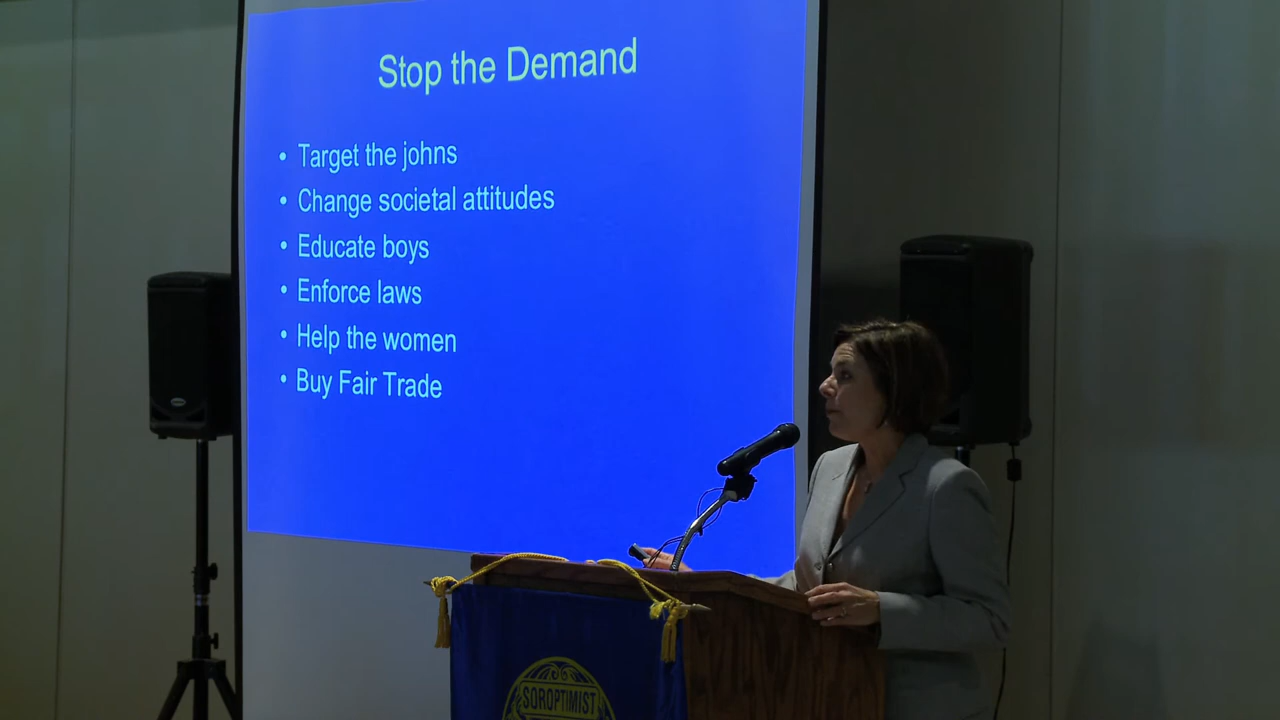 Stop the Demand
• Target the johns
• Change societal attitudes
• Educate boys
• Enforce laws
• Help the women
• Buy Fair Trade
SOROPTIMIST